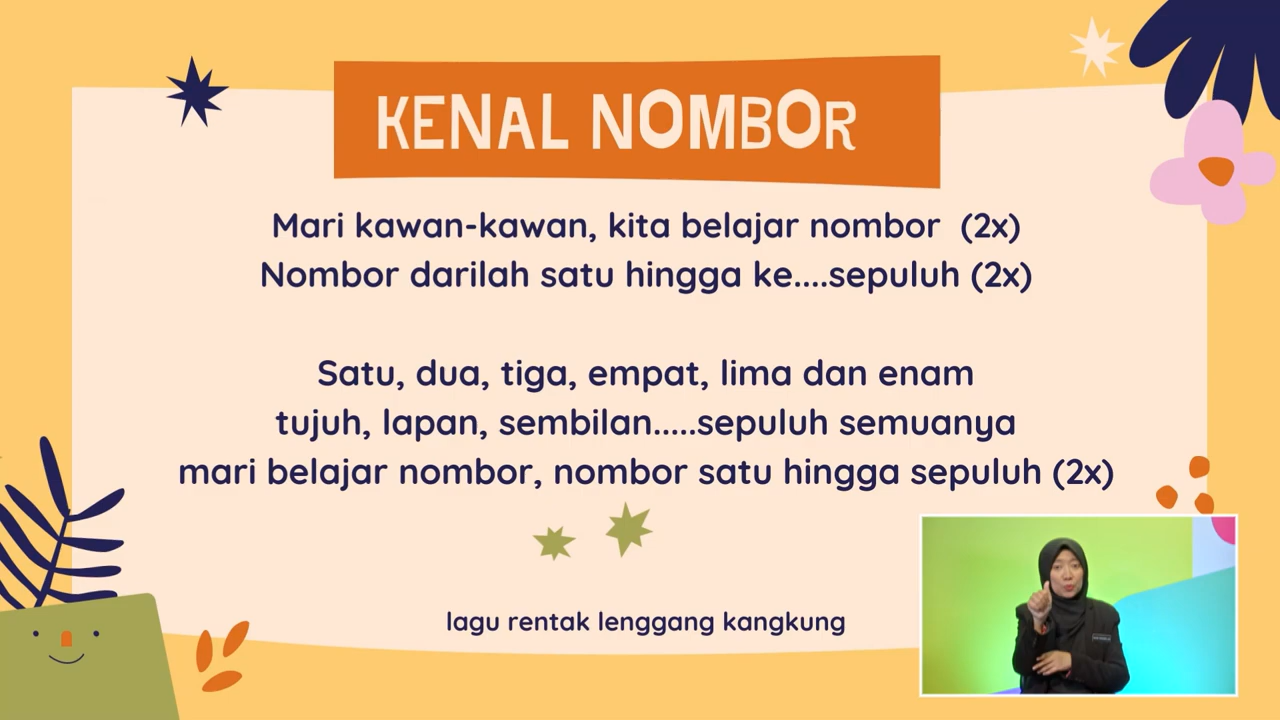 KENAL NOMBOR
Mari kawan-kawan, kita belajar nombor (2x)
Nombor darilah satu hingga ke....sepuluh (2x)
Satu, dua, tiga, empat, lima dan enam
tujuh, lapan, sembilan.....sepuluh semuanya
mari belajar nombor, nombor satu hingga sepuluh (2x)
lagu rentak lenggang kangkung